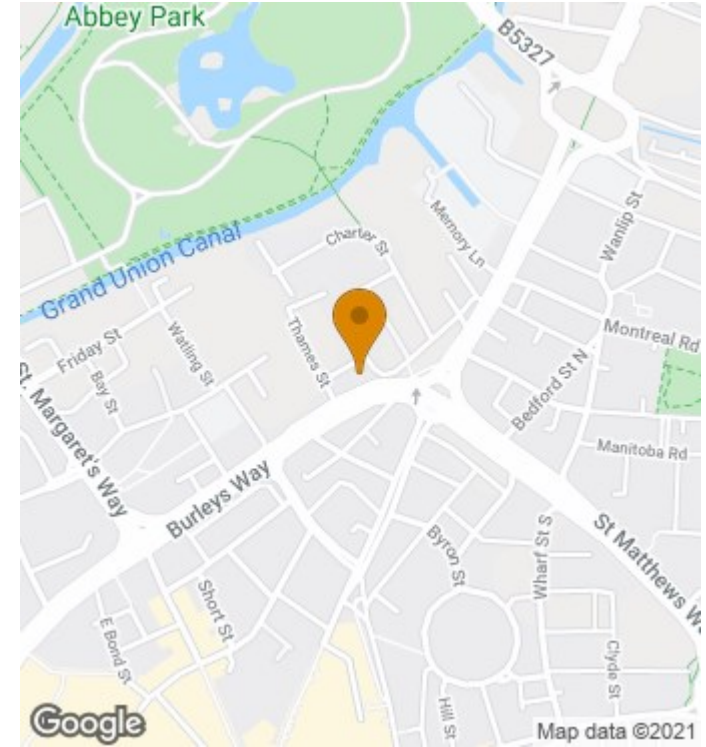 Abbey Park
B5327
Wanlip St
Memory Ln
Charter St
Grand Union Canal
Montreal Rd
Friday St
Watling St
Thames St
Bay St
Bedford St N
St. Margaret's Way
Manitoba Rd
Burleys Way
Byron St
Wharf St S
St Matthews Wa
Short St
E Bond St
Clyde St
Hill St
Google
Map data ©2021